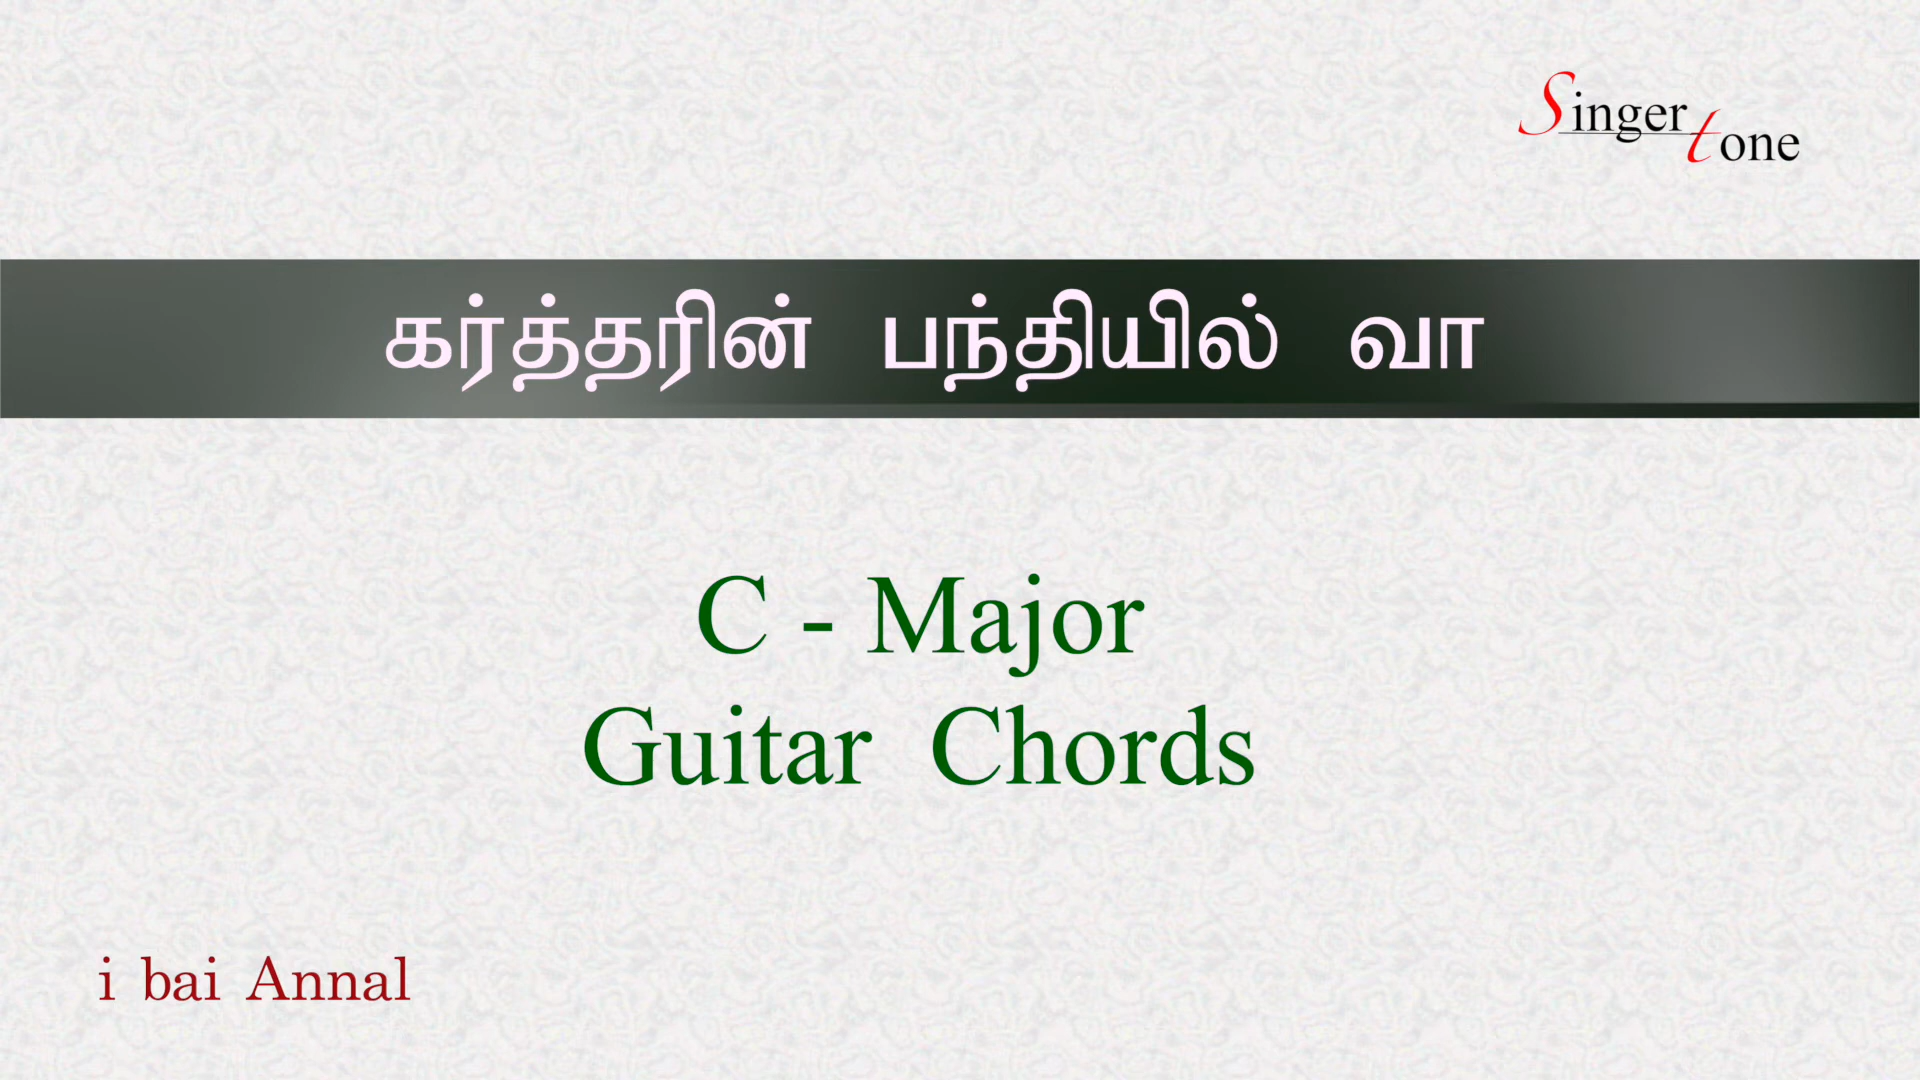 Singer tone
கர்த்தரின் பந்தியில் வா
C - Major
Guitar Chords
i bai Annal